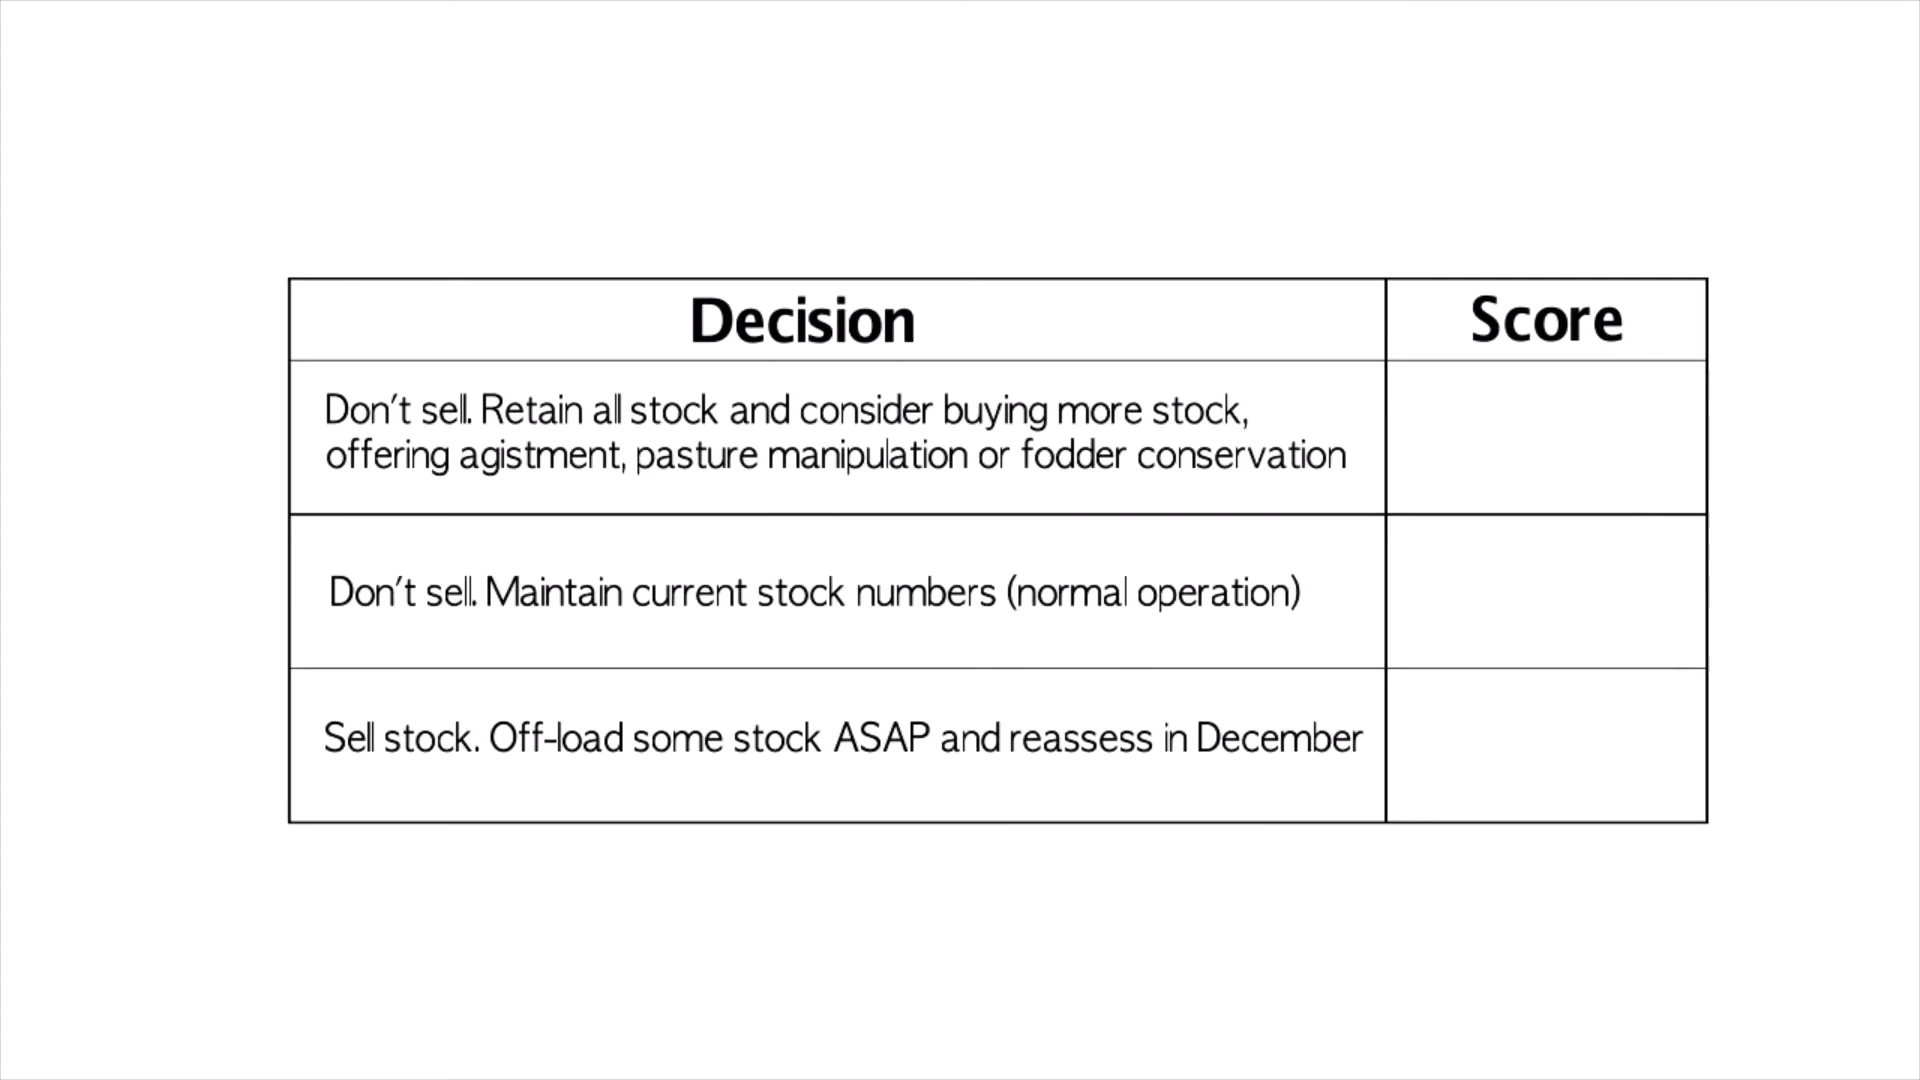 Decision Score
Don't sell. Retain all stock and consider buying more stock,
offering agistment, pasture manipulation or fodder conservation
Don't sell. Maintain current stock numbers (normal operation)
Sell stock. Off-load some stock ASAP and reassess in December